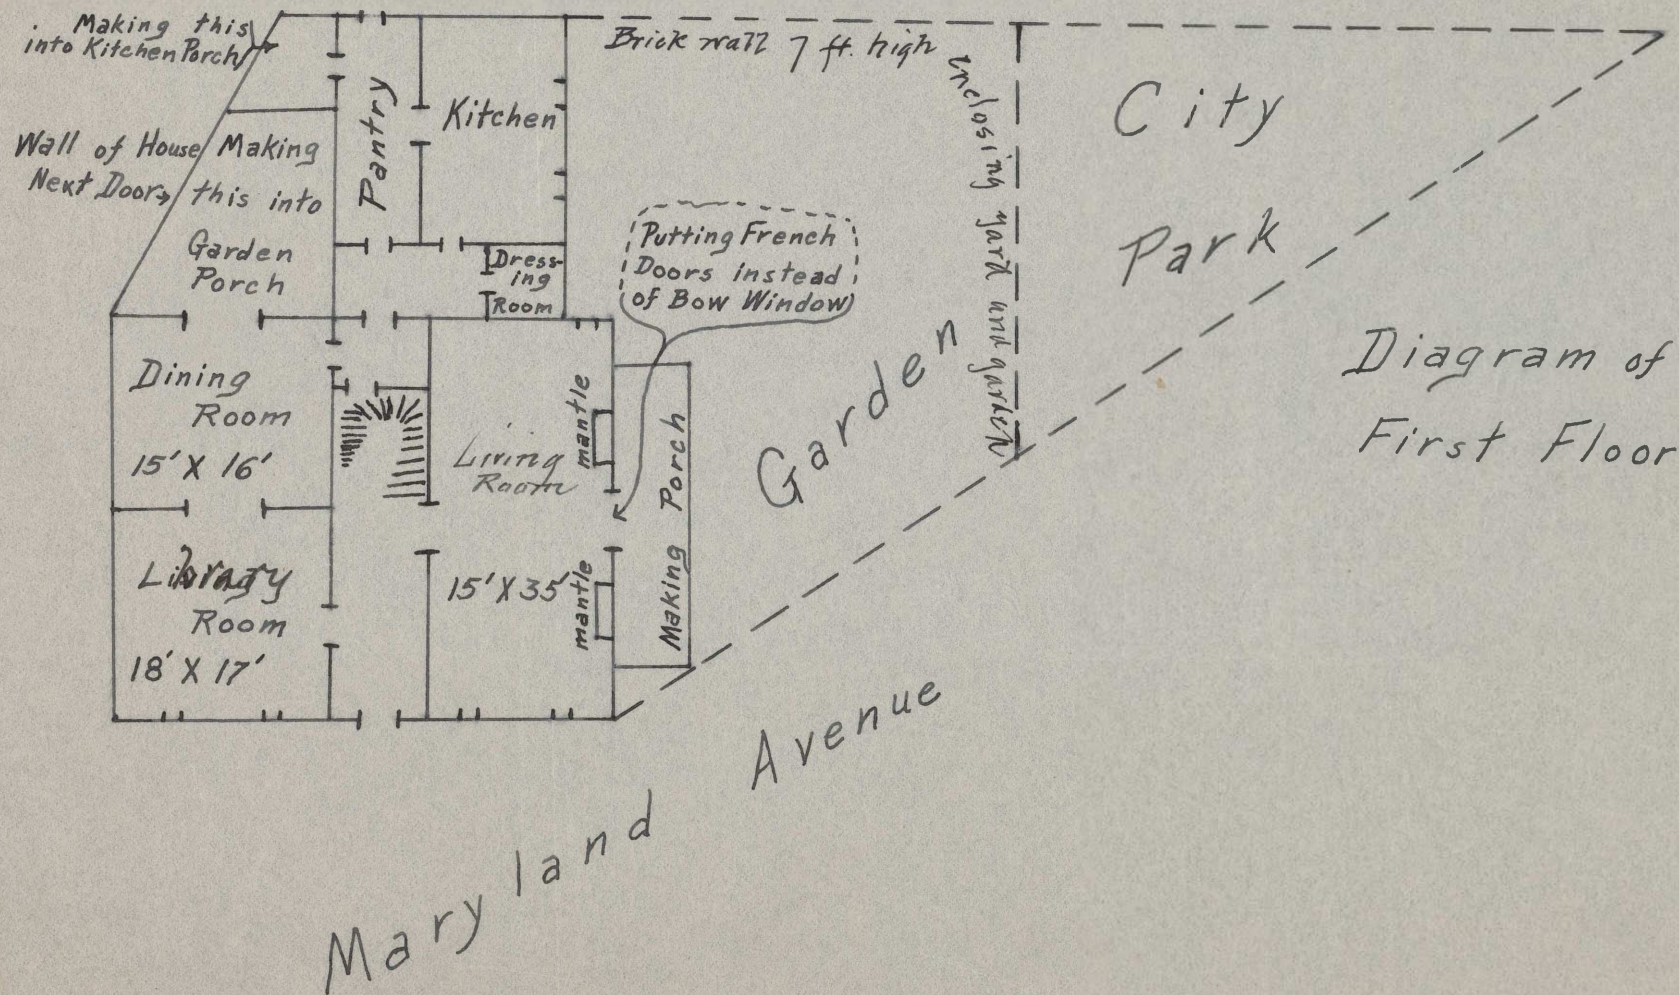 Making this
into Kitchen Porch
Brick wall 7 ft. high
enclosing yard and garden
City
Park
Pantry
Kitchen
Wall of House
Next Door
Making
this into
Garden
Porch
Dress-
ing
Room
Putting French
Doors instead
of Bow Window
Diagram of
First Floor
Garden
Dining
Room
15' X 16'
Living
Room
15' X 35'
mantle
mantle
Making Porch
Library
Room
18' X 17'
Maryland Avenue